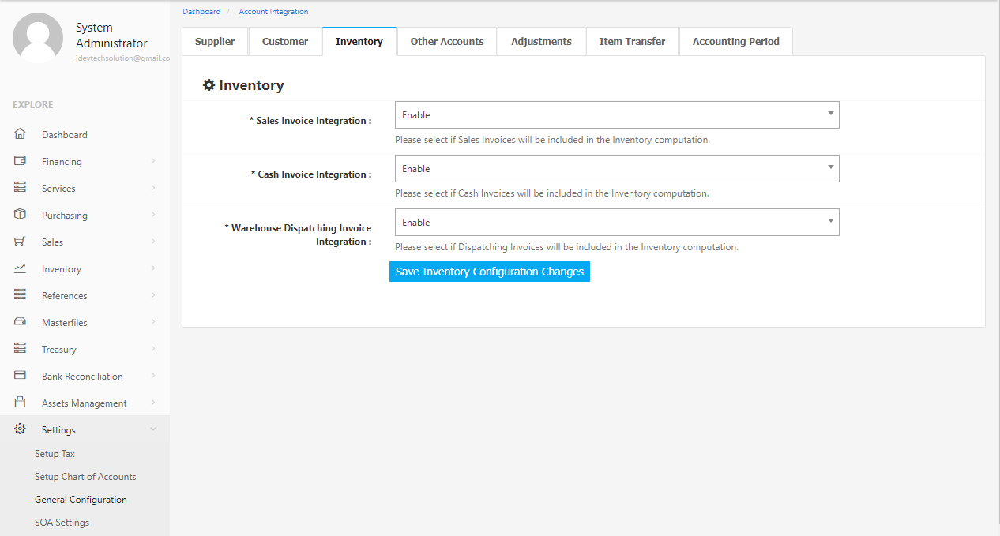 System
Administrator
jdevtechsolution@gmail.co
EXPLORE
Dashboard
Financing
Services
Purchasing
Sales
Inventory
References
Masterfiles
Treasury
Bank Reconciliation
Assets Management
Settings
Setup Tax
Setup Chart of Accounts
General Configuration
SOA Settings
Dashboard / Account Integration
Supplier Customer Inventory Other Accounts Adjustments Item Transfer Accounting Period
Inventory
* Sales Invoice Integration : Enable
Please select if Sales Invoices will be included in the Inventory computation.
* Cash Invoice Integration : Enable
Please select if Cash Invoices will be included in the Inventory computation.
* Warehouse Dispatching Invoice
Integration : Enable
Please select if Dispatching Invoices will be included in the Inventory computation.
Save Inventory Configuration Changes